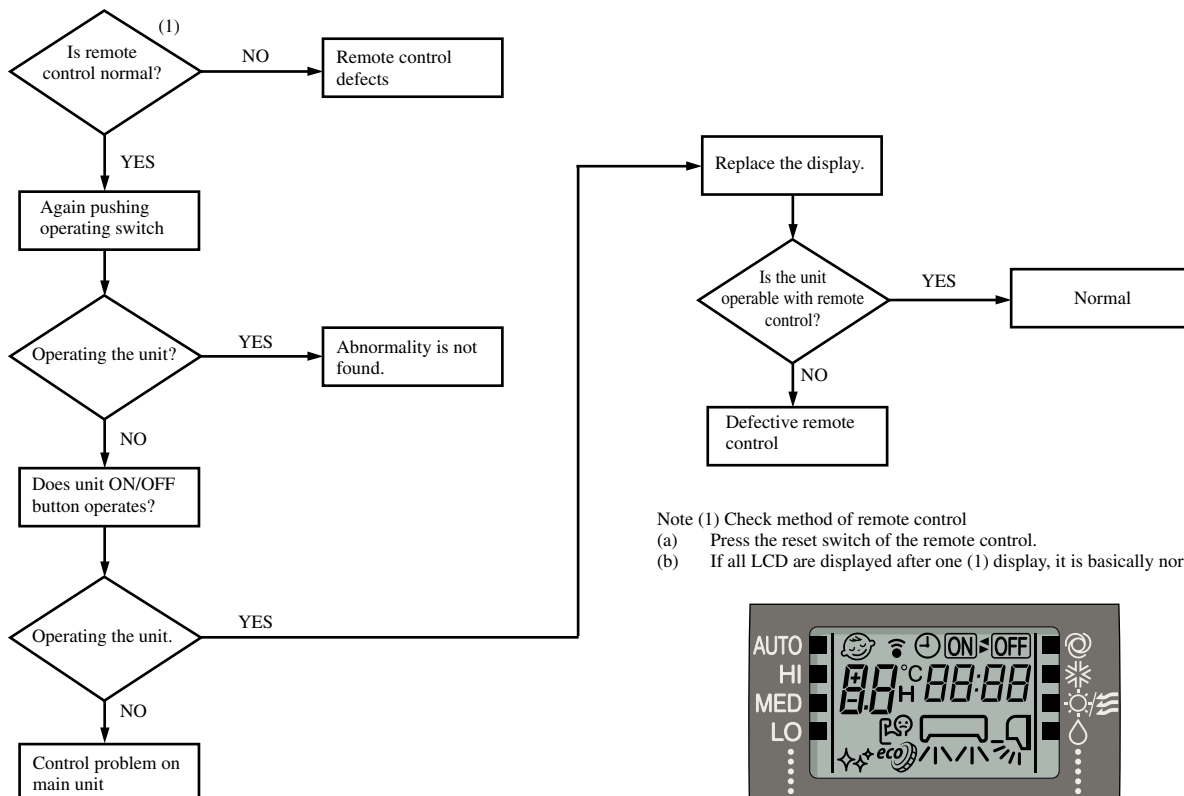 (1)
Is remote
control normal?
NO
Remote control
defects
YES
Again pushing
operating switch
Operating the unit?
YES
Abnormality is not
found.
NO
Does unit ON/OFF
button operates?
Operating the unit.
YES
NO
Control problem on
main unit
Replace the display.
Is the unit
operable with remote
control?
YES
Normal
NO
Defective remote
control
Note (1) Check method of remote control
(a) Press the reset switch of the remote control.
(b) If all LCD are displayed after one (1) display, it is basically nor
AUTO
HI
MED
LO
ON OFF
8.8 °C H 88:88
eco